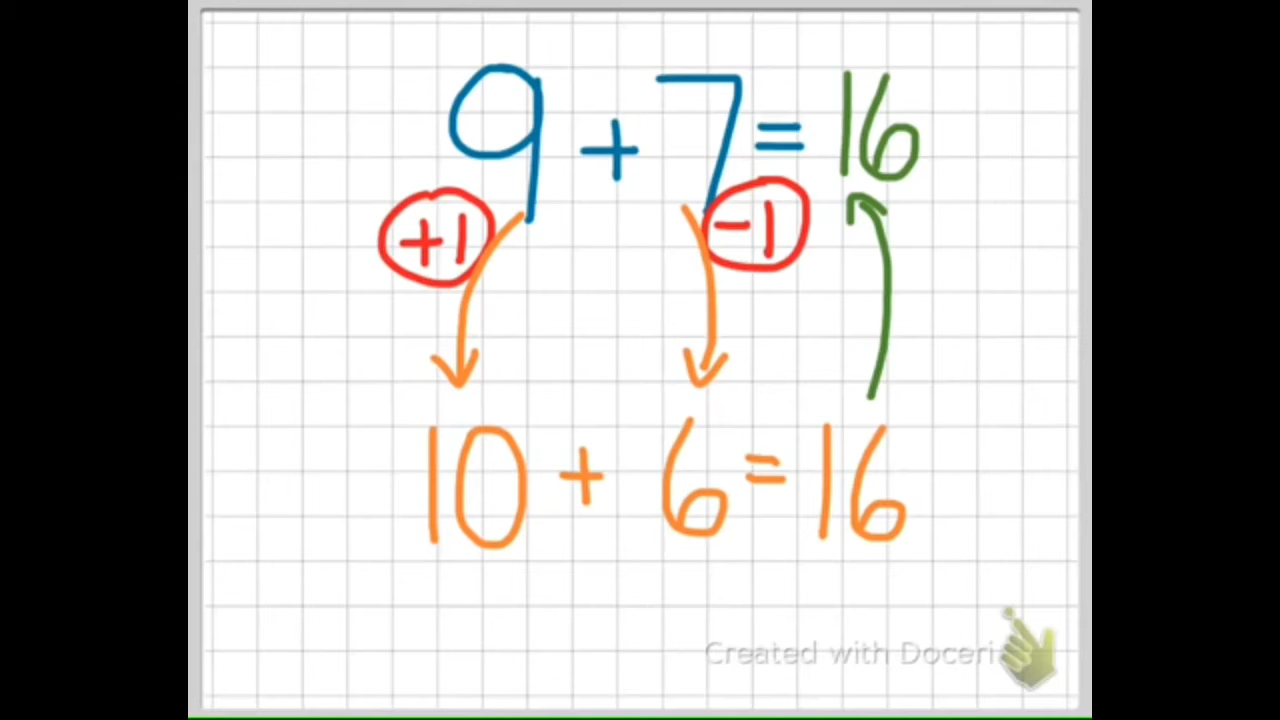 9 + 7 = 16
+1 -1
10 + 6 = 16
Created with Doceri